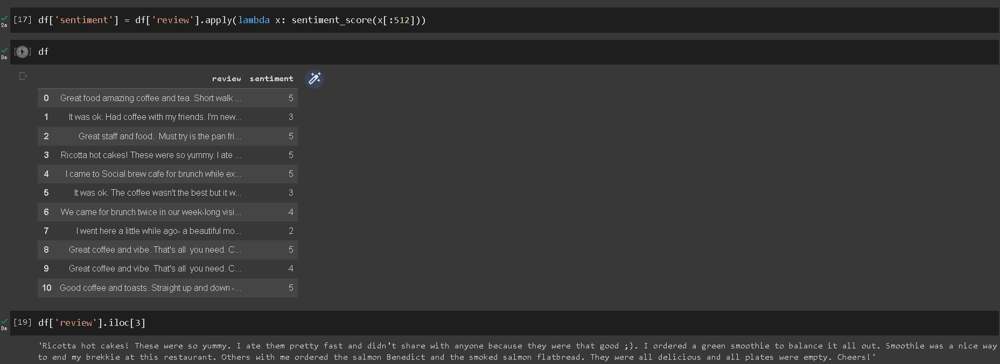 [17] df['sentiment'] = df['review'].apply(lambda x: sentiment_score(x[:512]))
2s
[18] df
0s
review sentiment
0 Great food amazing coffee and tea. Short walk ... 5
1 It was ok. Had coffee with my friends. I'm new... 3
2 Great staff and food.  Must try is the pan fri... 5
3 Ricotta hot cakes! These were so yummy. I ate ... 5
4 I came to Social brew cafe for brunch while ex... 5
5 It was ok. The coffee wasn't the best but it w... 3
6 We came for brunch twice in our week-long visi... 4
7 I went here a little while ago- a beautiful mo... 2
8 Great coffee and vibe. That's all  you need. C... 5
9 Great coffee and vibe. That's all  you need. C... 4
10 Good coffee and toasts. Straight up and down -... 5
[19] df['review'].iloc[3]
0s
'Ricotta hot cakes! These were so yummy. I ate them pretty fast and didn't share with anyone because they were that good ;). I ordered a green smoothie to balance it all out. Smoothie was a nice way
to end my brekkie at this restaurant. Others with me ordered the salmon Benedict and the smoked salmon flatbread. They were all delicious and all plates were empty. Cheers!'